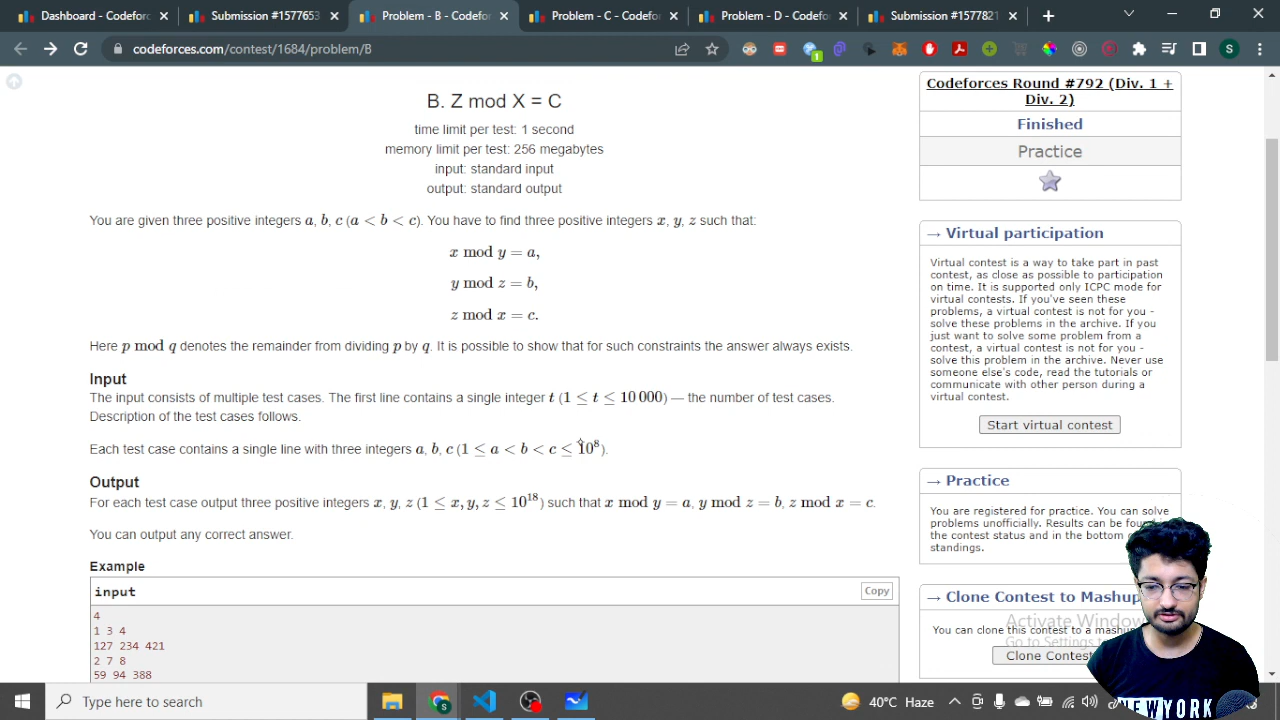 Dashboard - Codeforc
Submission #1577653
Problem - B - Codefor
Problem - C - Codefor
Problem - D - Codefor
Submission #1577821
codeforces.com/contest/1684/problem/B
1
S
B. Z mod X = C
time limit per test: 1 second
memory limit per test: 256 megabytes
input: standard input
output: standard output
You are given three positive integers a, b, c (a < b < c). You have to find three positive integers x, y, z such that:
x mod y = a,
y mod z = b,
z mod x = c.
Here p mod q denotes the remainder from dividing p by q. It is possible to show that for such constraints the answer always exists.
Input
The input consists of multiple test cases. The first line contains a single integer t (1 ≤ t ≤ 10 000) — the number of test cases.
Description of the test cases follows.
Each test case contains a single line with three integers a, b, c (1 ≤ a < b < c ≤ 10⁸).
Output
For each test case output three positive integers x, y, z (1 ≤ x, y, z ≤ 10¹⁸) such that x mod y = a, y mod z = b, z mod x = c.
You can output any correct answer.
Example
input
Copy
4
1 3 4
127 234 421
2 7 8
59 94 388
Codeforces Round #792 (Div. 1 +
Div. 2)
Finished
Practice
→ Virtual participation
Virtual contest is a way to take part in past
contest, as close as possible to participation
on time. It is supported only ICPC mode for
virtual contests. If you've seen these
problems, a virtual contest is not for you -
solve these problems in the archive. If you
just want to solve some problem from a
contest, a virtual contest is not for you -
solve this problem in the archive. Never use
someone else's code, read the tutorials or
communicate with other person during a
virtual contest.
Start virtual contest
→ Practice
You are registered for practice. You can solve
problems unofficially. Results can be
the contest status and in the bottom
standings.
→ Clone Contest to Mashup
Activate Windows
You can clone this contest to a
Go to Settings to
Clone Contest
NEWYORK
Type here to search
40°C Haze